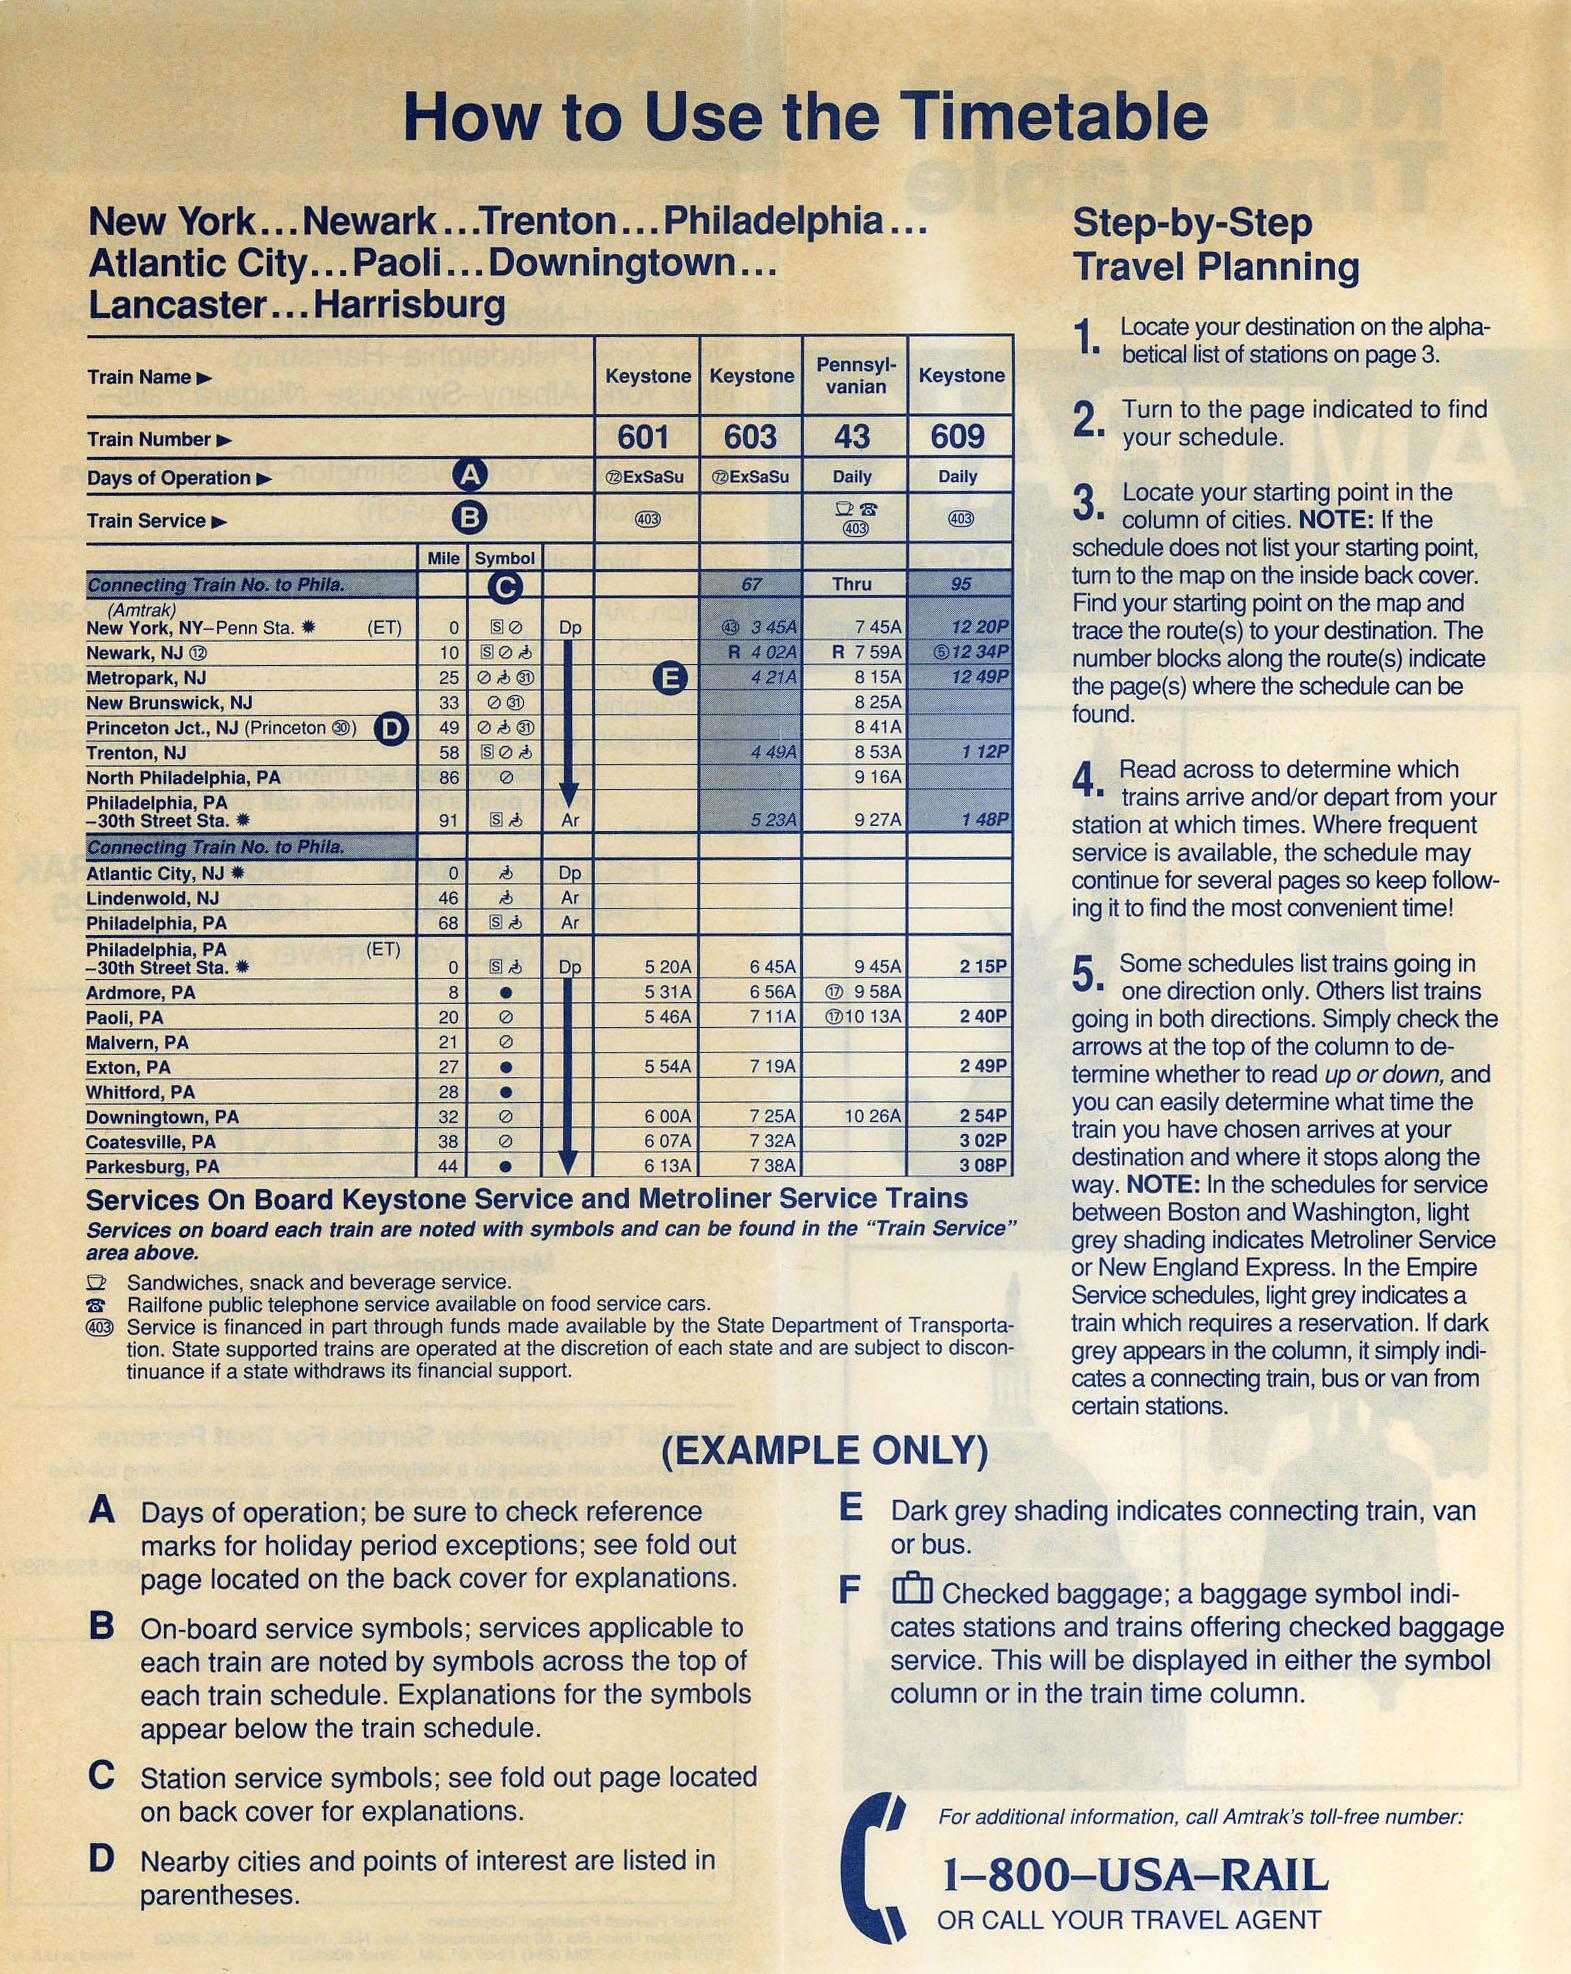 How to Use the Timetable
New York...Newark...Trenton...Philadelphia...
Atlantic City...Paoli...Downingtown...
Lancaster...Harrisburg
Train Name ► Keystone Keystone Pennsyl-
vanian Keystone
Train Number ► 601 603 43 609
Days of Operation ► A ⑫ExSaSu ⑫ExSaSu Daily Daily
Train Service ► B 403 403 403
Mile Symbol
Connecting Train No. to Phila. C 67 Thru 95
(Amtrak)
New York, NY–Penn Sta. ✹ (ET) 0 S ⊘ Dp ㊸ 3 45A 7 45A 12 20P
Newark, NJ ⑫ 10 S ⊘ ♿ R 4 02A R 7 59A ⑤12 34P
Metropark, NJ 25 ⊘ ♿ ㉛ E 4 21A 8 15A 12 49P
New Brunswick, NJ 33 ⊘ ㉛ 8 25A
Princeton Jct., NJ (Princeton ㉚) D 49 ⊘ ♿ ㉛ 8 41A
Trenton, NJ 58 S ⊘ ♿ 4 49A 8 53A 1 12P
North Philadelphia, PA 86 ⊘ 9 16A
Philadelphia, PA
–30th Street Sta. ✹ 91 S ♿ Ar 5 23A 9 27A 1 48P
Connecting Train No. to Phila.
Atlantic City, NJ ✹ 0 ♿ Dp
Lindenwold, NJ 46 ♿ Ar
Philadelphia, PA 68 S ♿ Ar
Philadelphia, PA (ET)
–30th Street Sta. ✹ 0 S ♿ Dp 5 20A 6 45A 9 45A 2 15P
Ardmore, PA 8 ● 5 31A 6 56A ⑰ 9 58A
Paoli, PA 20 ⊘ 5 46A 7 11A ⑰10 13A 2 40P
Malvern, PA 21 ⊘
Exton, PA 27 ● 5 54A 7 19A 2 49P
Whitford, PA 28 ●
Downingtown, PA 32 ⊘ 6 00A 7 25A 10 26A 2 54P
Coatesville, PA 38 ⊘ 6 07A 7 32A 3 02P
Parkesburg, PA 44 ● 6 13A 7 38A 3 08P
Services On Board Keystone Service and Metroliner Service Trains
Services on board each train are noted with symbols and can be found in the “Train Service”
area above.
Sandwiches, snack and beverage service.
☎ Railfone public telephone service available on food service cars.
403 Service is financed in part through funds made available by the State Department of Transporta-
tion. State supported trains are operated at the discretion of each state and are subject to discon-
tinuance if a state withdraws its financial support.
Step-by-Step
Travel Planning
1. Locate your destination on the alpha-
betical list of stations on page 3.
2. Turn to the page indicated to find
your schedule.
3. Locate your starting point in the
column of cities. NOTE: If the
schedule does not list your starting point,
turn to the map on the inside back cover.
Find your starting point on the map and
trace the route(s) to your destination. The
number blocks along the route(s) indicate
the page(s) where the schedule can be
found.
4. Read across to determine which
trains arrive and/or depart from your
station at which times. Where frequent
service is available, the schedule may
continue for several pages so keep follow-
ing it to find the most convenient time!
5. Some schedules list trains going in
one direction only. Others list trains
going in both directions. Simply check the
arrows at the top of the column to de-
termine whether to read up or down, and
you can easily determine what time the
train you have chosen arrives at your
destination and where it stops along the
way. NOTE: In the schedules for service
between Boston and Washington, light
grey shading indicates Metroliner Service
or New England Express. In the Empire
Service schedules, light grey indicates a
train which requires a reservation. If dark
grey appears in the column, it simply indi-
cates a connecting train, bus or van from
certain stations.
(EXAMPLE ONLY)
A Days of operation; be sure to check reference
marks for holiday period exceptions; see fold out
page located on the back cover for explanations.
B On-board service symbols; services applicable to
each train are noted by symbols across the top of
each train schedule. Explanations for the symbols
appear below the train schedule.
C Station service symbols; see fold out page located
on back cover for explanations.
D Nearby cities and points of interest are listed in
parentheses.
E Dark grey shading indicates connecting train, van
or bus.
F Checked baggage; a baggage symbol indi-
cates stations and trains offering checked baggage
service. This will be displayed in either the symbol
column or in the train time column.
For additional information, call Amtrak's toll-free number:
1–800–USA–RAIL
OR CALL YOUR TRAVEL AGENT